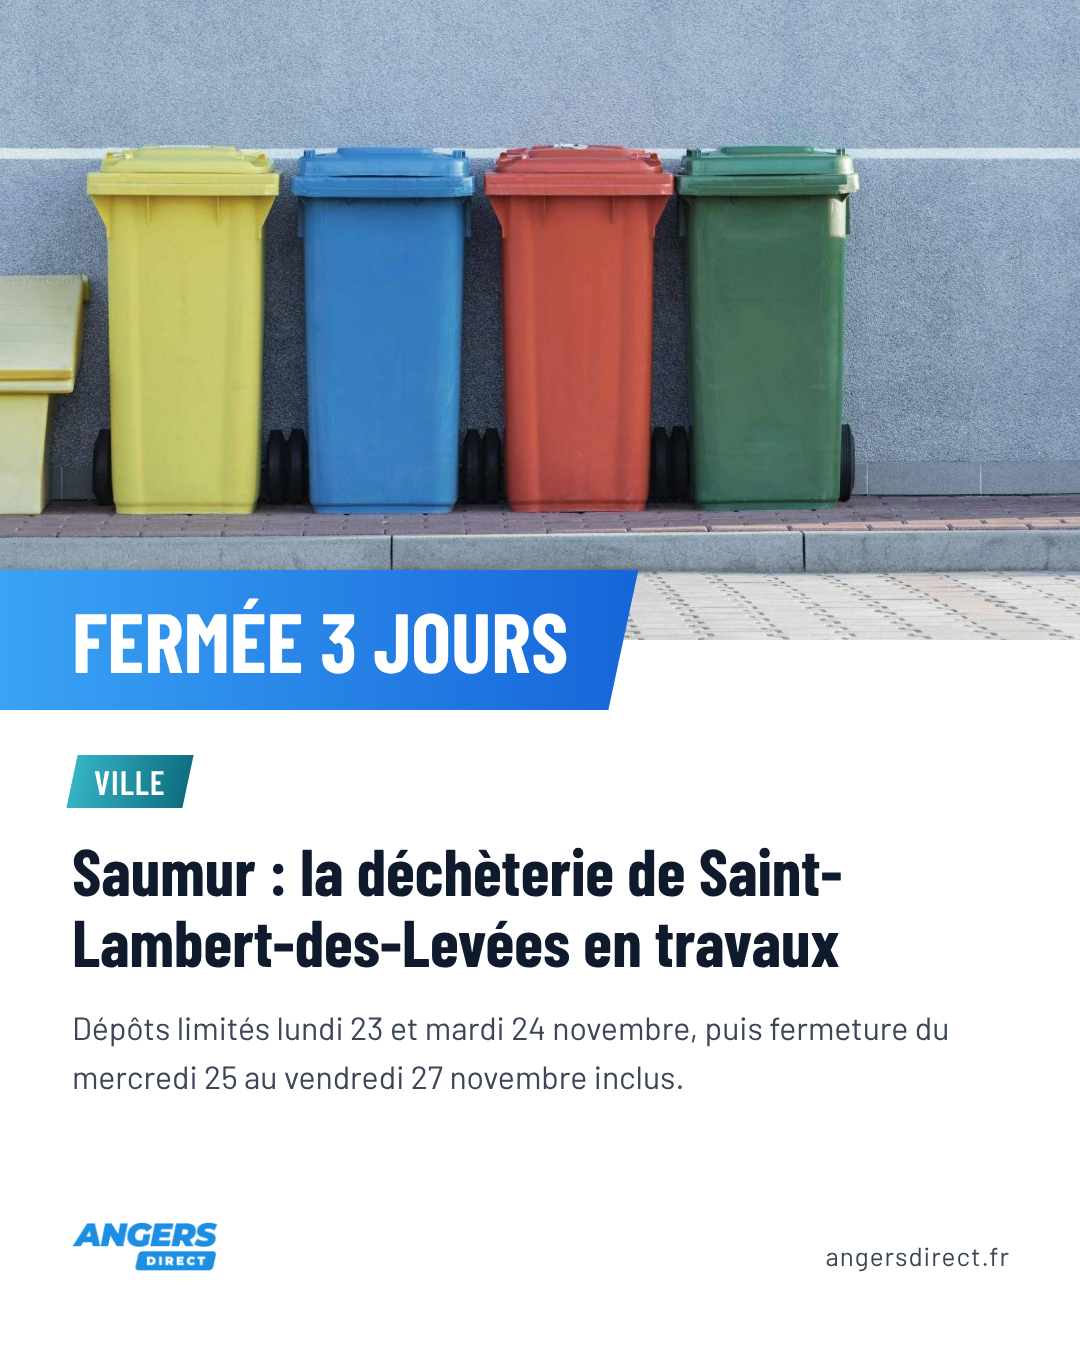 FERMÉE 3 JOURS
VILLE
Saumur : la déchèterie de Saint-
Lambert-des-Levées en travaux
Dépôts limités lundi 23 et mardi 24 novembre, puis fermeture du
mercredi 25 au vendredi 27 novembre inclus.
ANGERS
DIRECT
angersdirect.fr